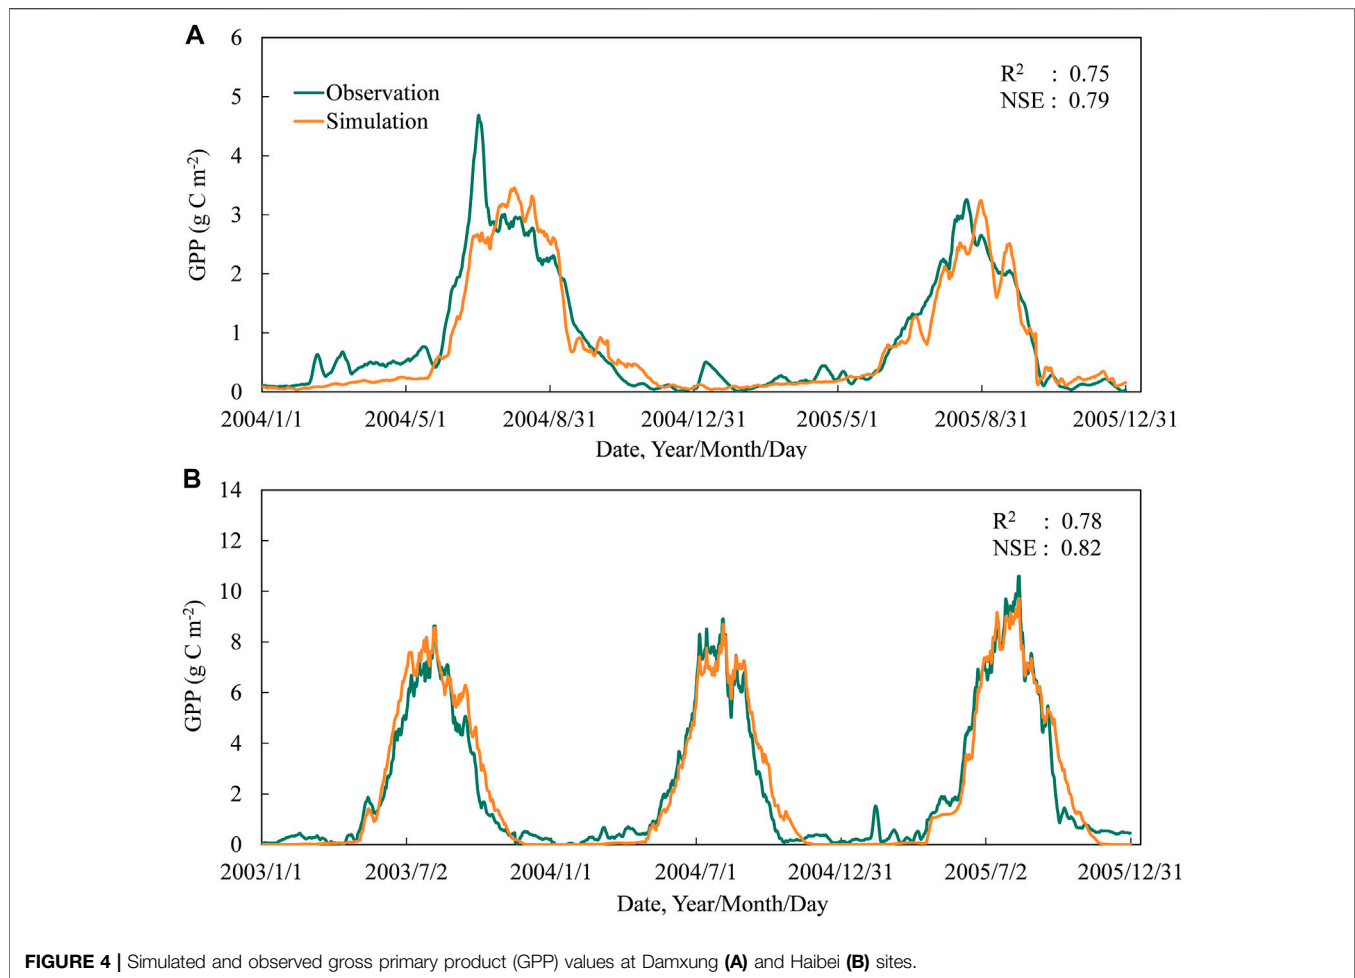 A
6
5
4
3
2
1
0
GPP (g C m-2)
Observation
Simulation
R2 : 0.75
NSE : 0.79
2004/1/1 2004/5/1 2004/8/31 2004/12/31 2005/5/1 2005/8/31 2005/12/31
Date, Year/Month/Day
B
14
12
10
8
6
4
2
0
GPP (g C m-2)
R2 : 0.78
NSE : 0.82
2003/1/1 2003/7/2 2004/1/1 2004/7/1 2004/12/31 2005/7/2 2005/12/31
Date, Year/Month/Day
FIGURE 4 | Simulated and observed gross primary product (GPP) values at Damxung (A) and Haibei (B) sites.